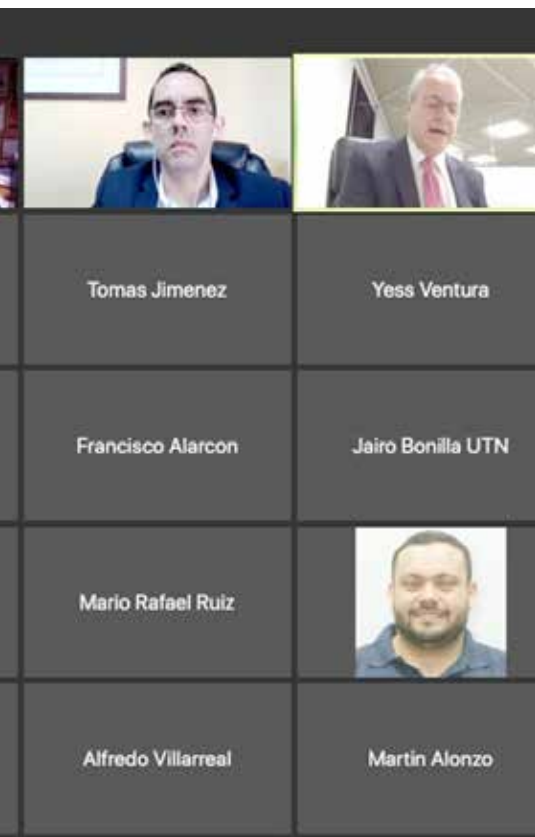 Tomas Jimenez
Yess Ventura
Francisco Alarcon
Jairo Bonilla UTN
Mario Rafael Ruiz
Alfredo Villarreal
Martin Alonzo